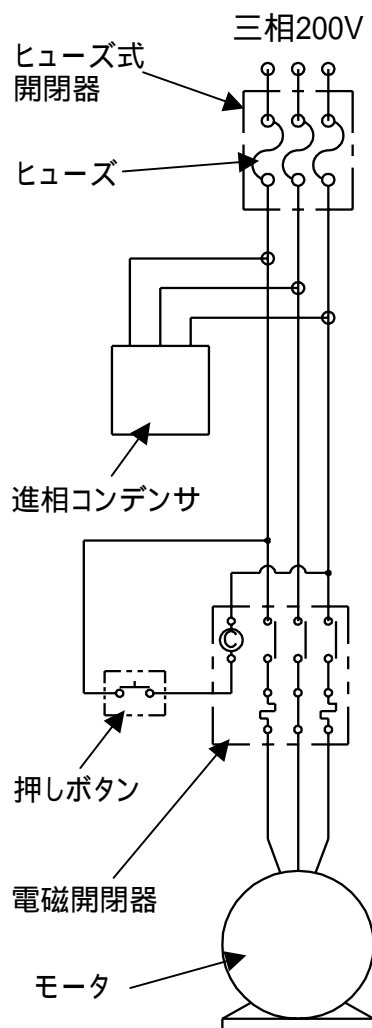 三相200V
ヒューズ式
開閉器
ヒューズ
進相コンデンサ
C
押しボタン
電磁開閉器
モータ